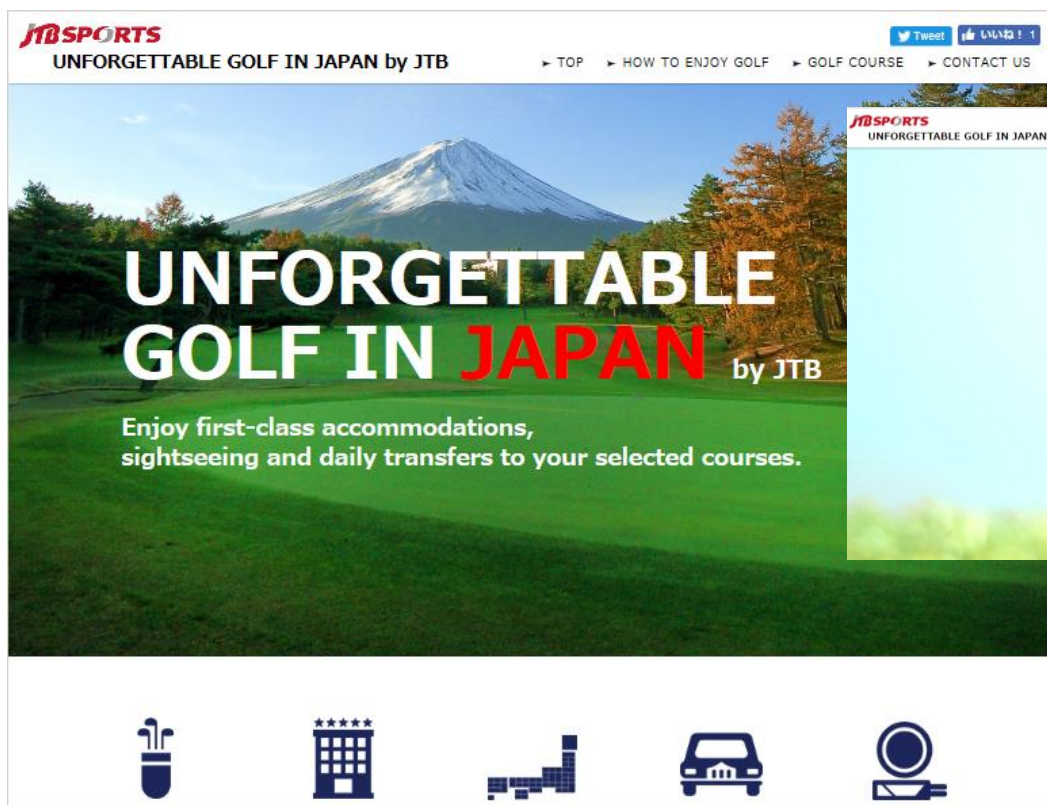 JTBSPORTS
UNFORGETTABLE GOLF IN JAPAN by JTB
Tweet
いいね！ 1
► TOP ► HOW TO ENJOY GOLF ► GOLF COURSE ► CONTACT US
JTBSPORTS
UNFORGETTABLE GOLF IN JAPAN
UNFORGETTABLE
GOLF IN JAPAN by JTB
Enjoy first-class accommodations,
sightseeing and daily transfers to your selected courses.